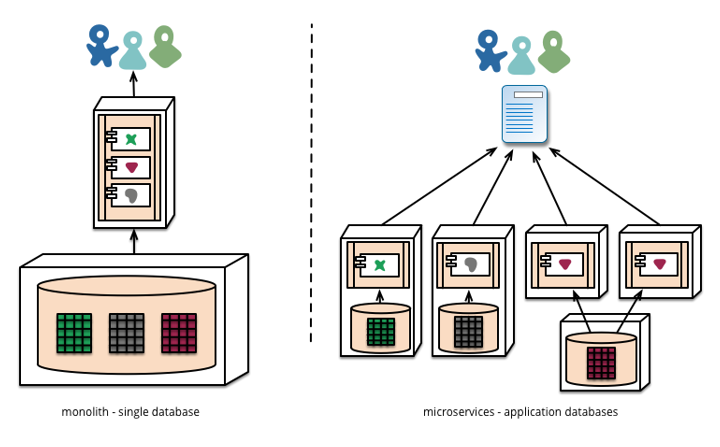 monolith - single database
microservices - application databases